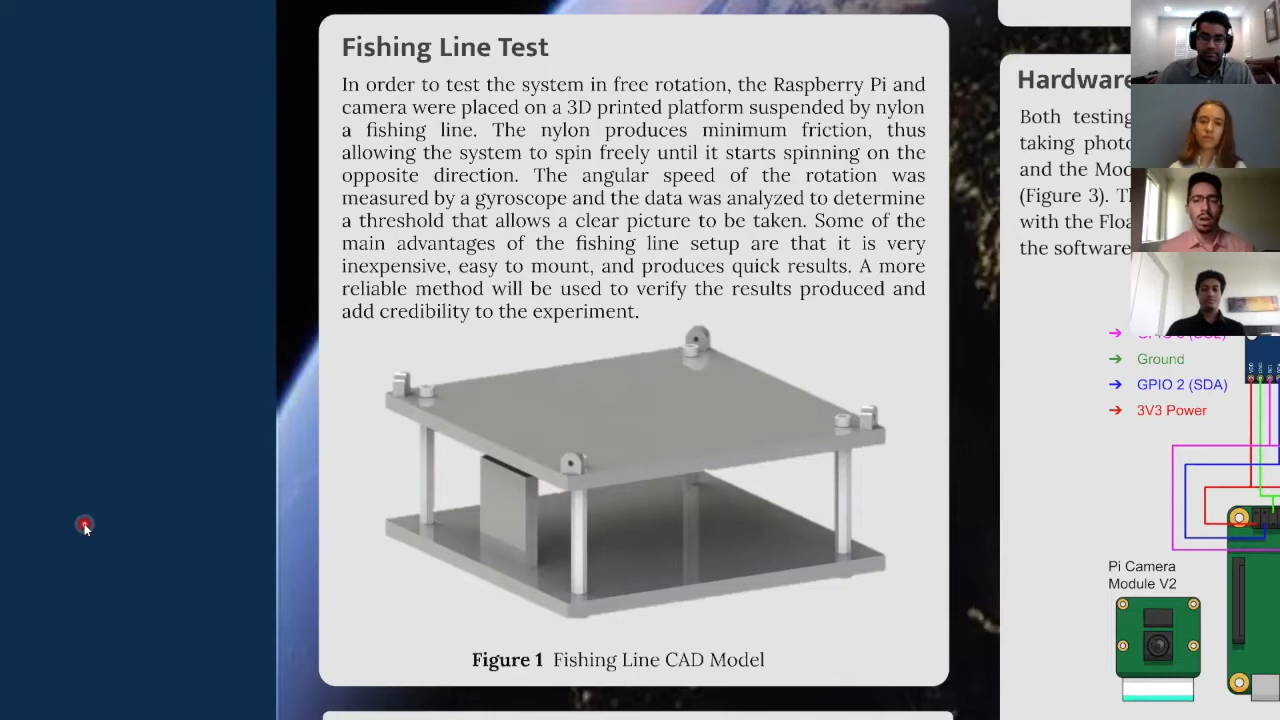 Fishing Line Test
In order to test the system in free rotation, the Raspberry Pi and
camera were placed on a 3D printed platform suspended by nylon
a fishing line. The nylon produces minimum friction, thus
allowing the system to spin freely until it starts spinning on the
opposite direction. The angular speed of the rotation was
measured by a gyroscope and the data was analyzed to determine
a threshold that allows a clear picture to be taken. Some of the
main advantages of the fishing line setup are that it is very
inexpensive, easy to mount, and produces quick results. A more
reliable method will be used to verify the results produced and
add credibility to the experiment.
Figure 1 Fishing Line CAD Model
Hardware
Both testing
taking photo
and the Mod
(Figure 3). Th
with the Floa
the software
Ground
GPIO 2 (SDA)
3V3 Power
Pi Camera
Module V2